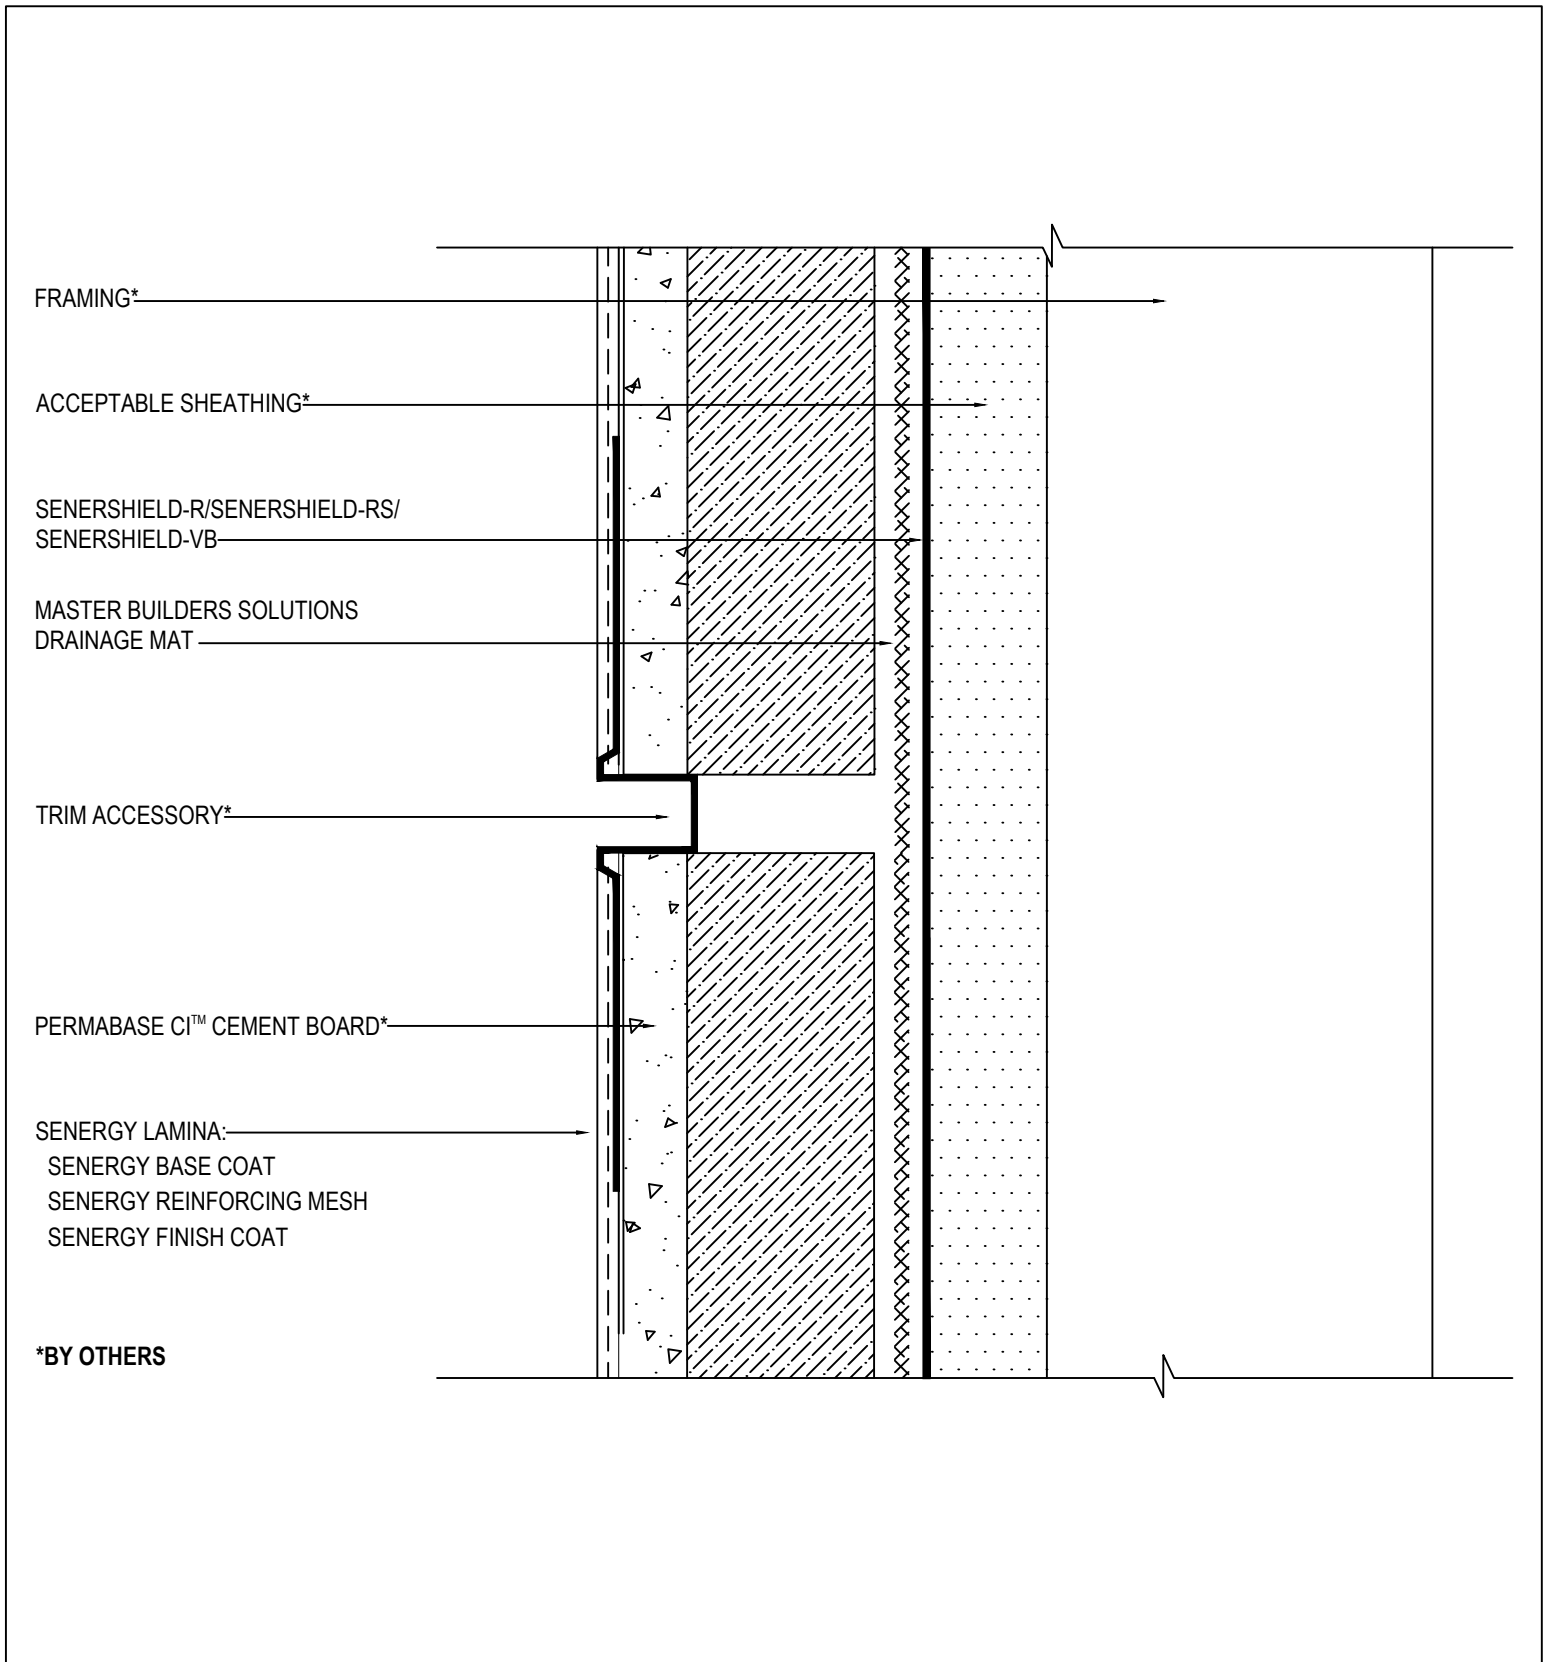 FRAMING*
ACCEPTABLE SHEATHING*
SENERSHIELD-R/SENERSHIELD-RS/
SENERSHIELD-VB
MASTER BUILDERS SOLUTIONS
DRAINAGE MAT
TRIM ACCESSORY*
PERMABASE CI™ CEMENT BOARD*
SENERGY LAMINA:
SENERGY BASE COAT
SENERGY REINFORCING MESH
SENERGY FINISH COAT
*BY OTHERS